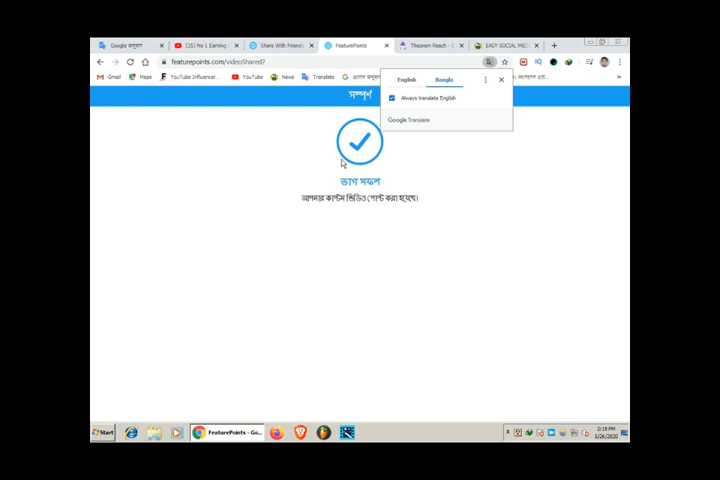 Google অনুবাদ
(25) No 1 Earning
Share With Friends
FeaturePoints
Theorem Reach - G
EASY SOCIAL MED
featurepoints.com/videoShared?
Gmail
Maps
YouTube Influencer...
YouTube
News
Translate
English
Bangla
Always translate English
Google Translate
সম্পূর্ণ
ভাগ সফল
আপনার কাস্টম ভিডিও পোস্ট করা হয়েছে।
Start
FeaturePoints - Go...
2:15 PM
5/26/2020